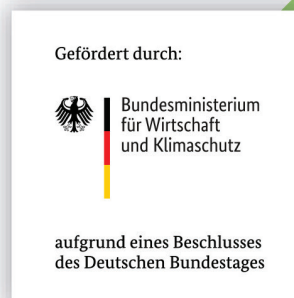 Gefördert durch:
Bundesministerium
für Wirtschaft
und Klimaschutz
aufgrund eines Beschlusses
des Deutschen Bundestages